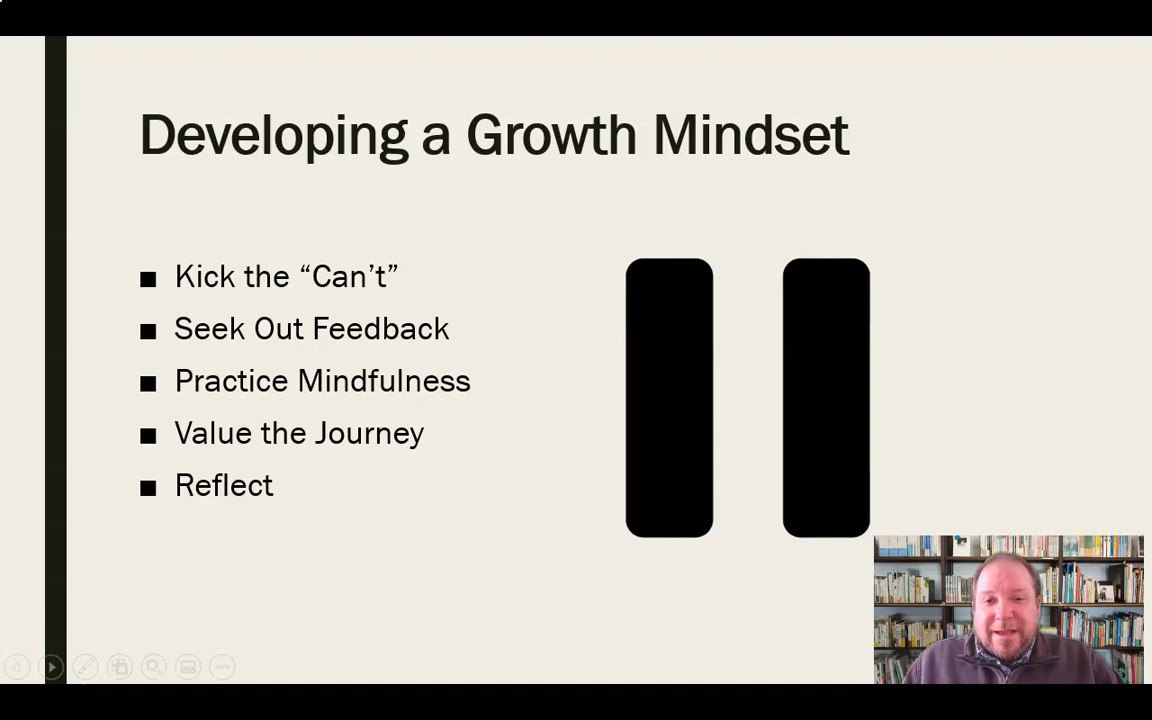 Developing a Growth Mindset
Kick the “Can’t”
Seek Out Feedback
Practice Mindfulness
Value the Journey
Reflect